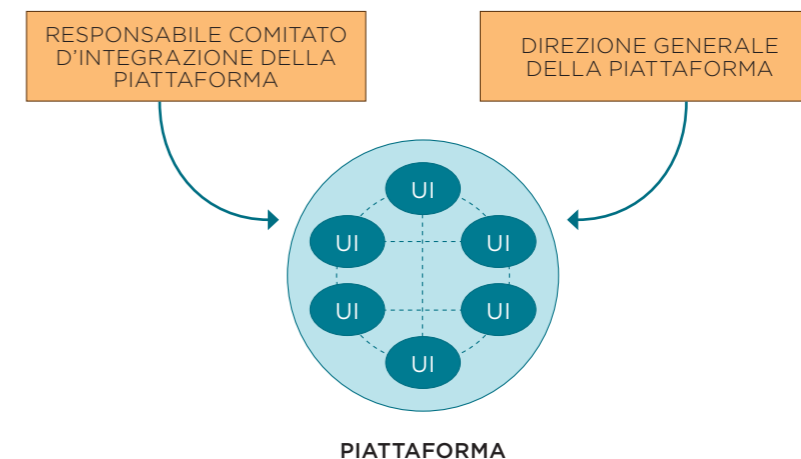 RESPONSABILE COMITATO
D'INTEGRAZIONE DELLA
PIATTAFORMA
DIREZIONE GENERALE
DELLA PIATTAFORMA
UI
UI
UI
UI
UI
UI
PIATTAFORMA